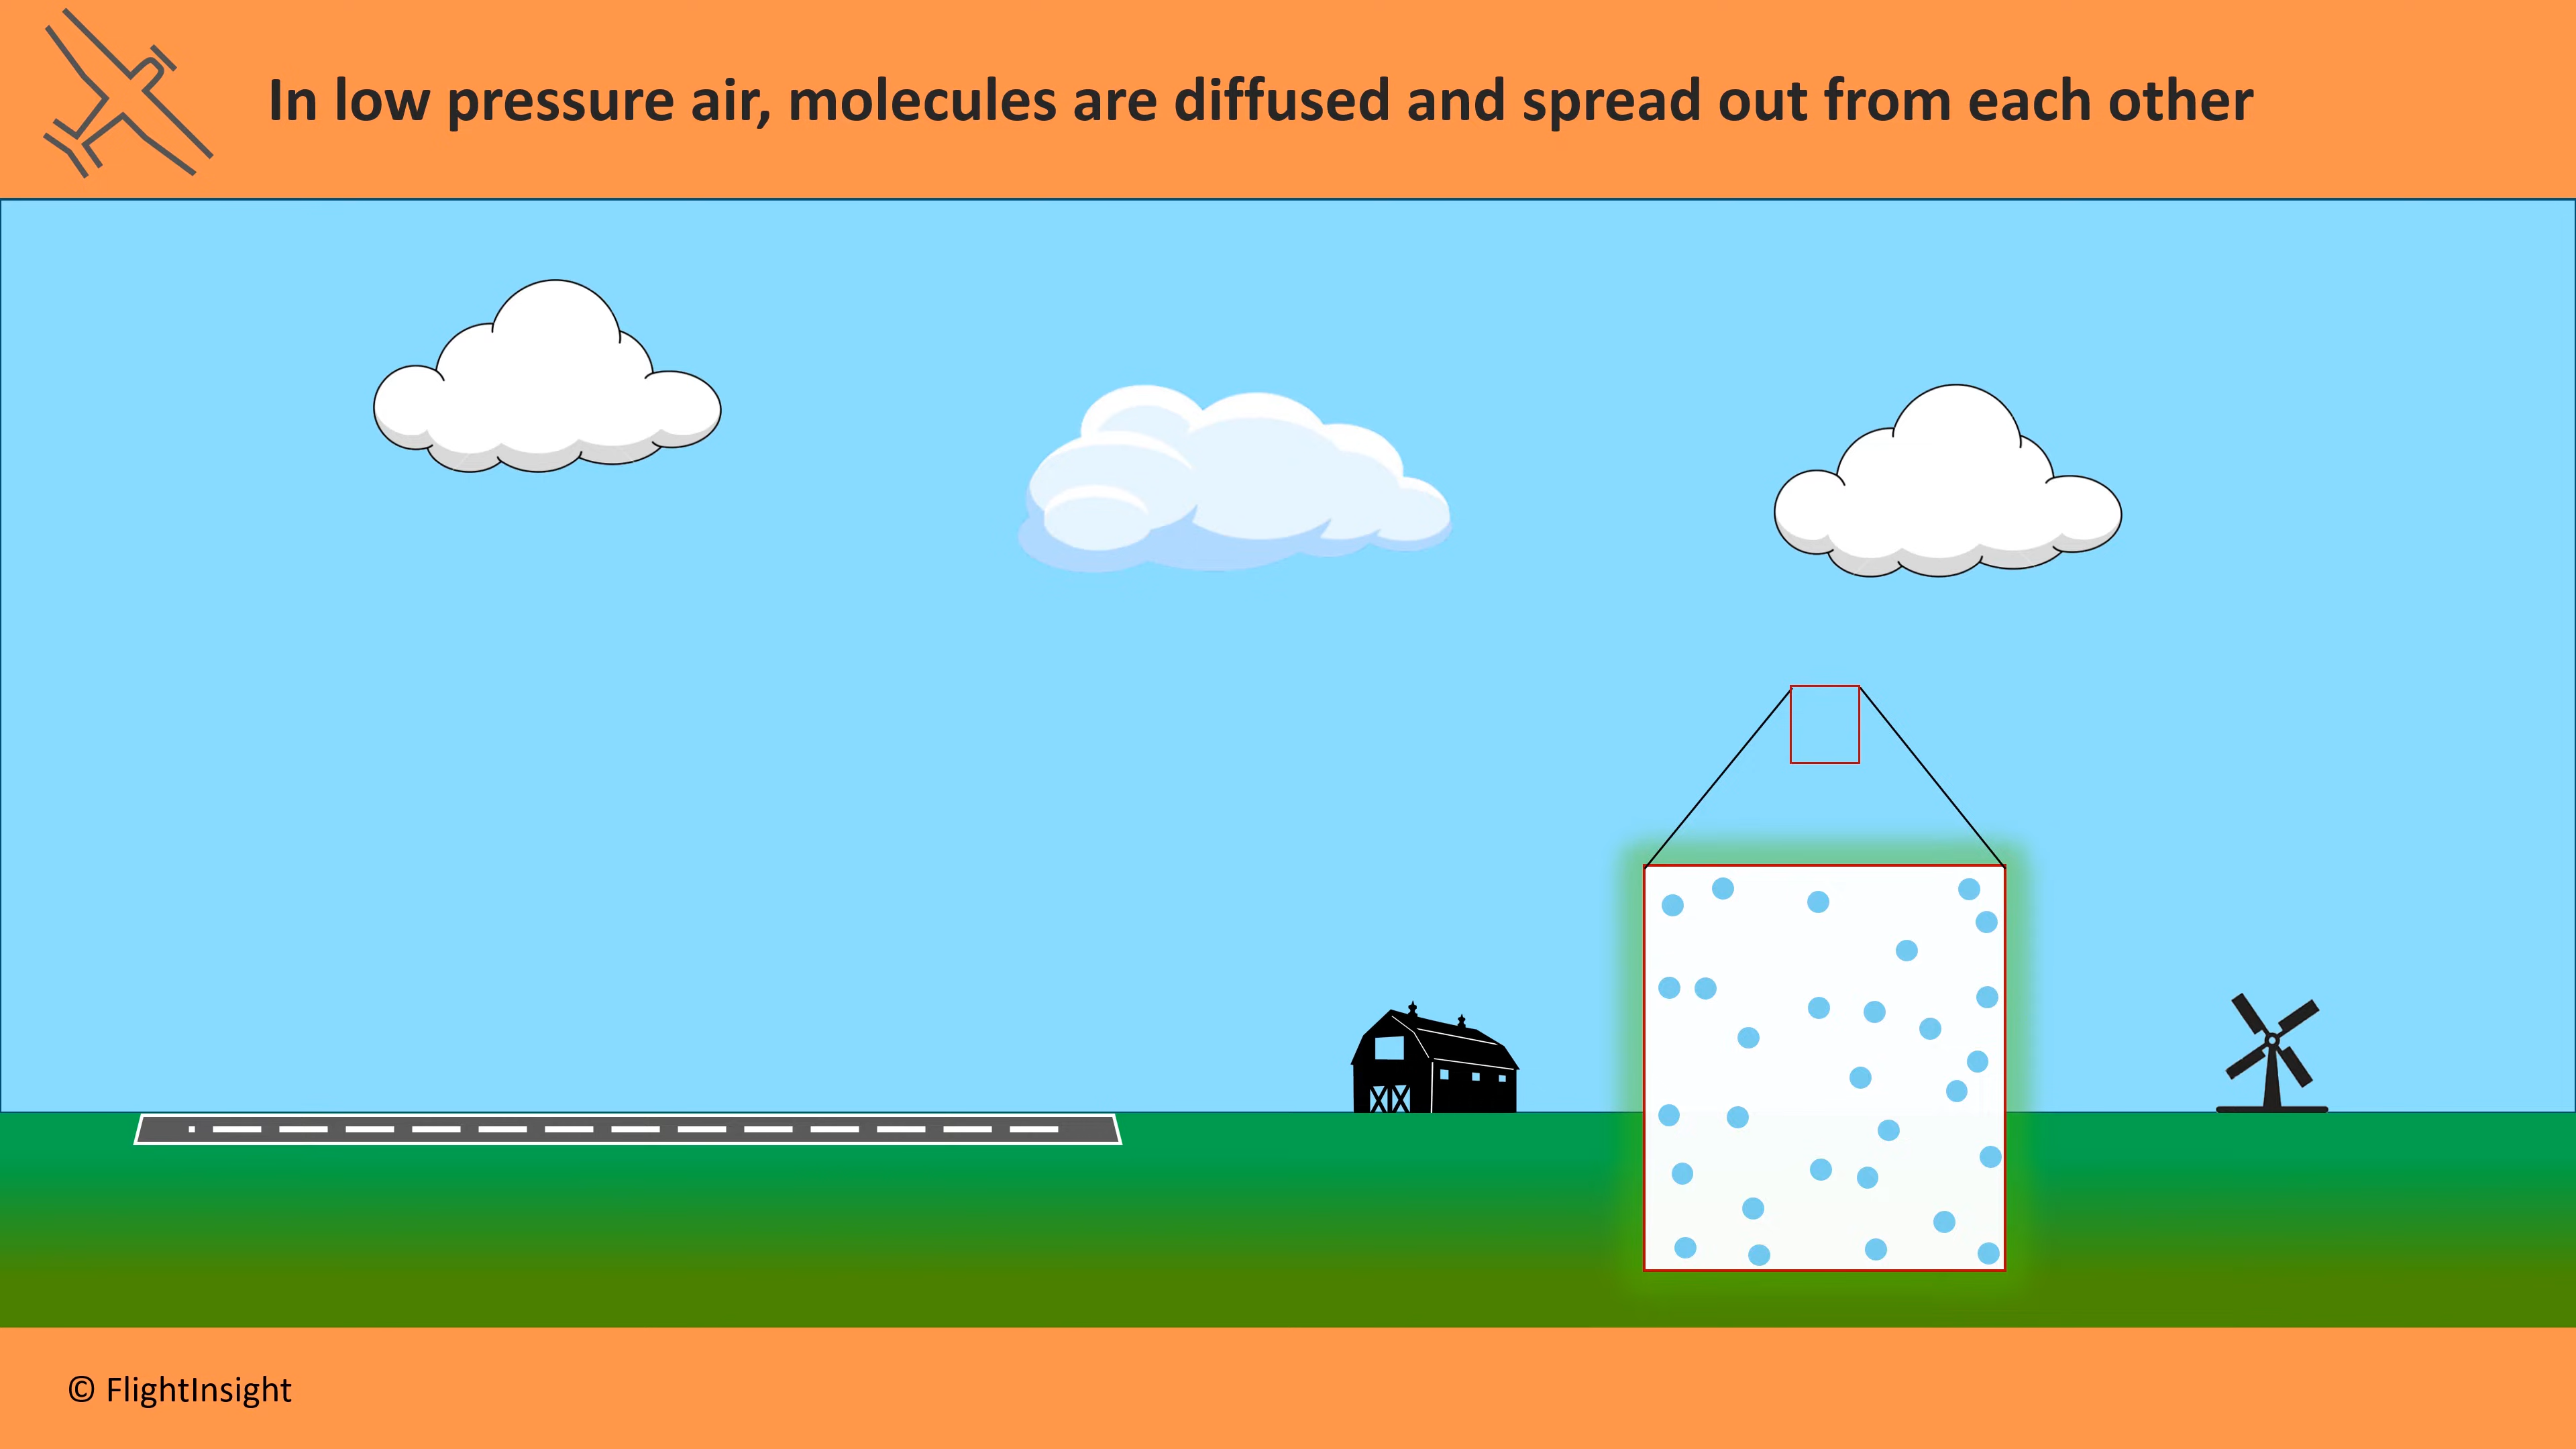 In low pressure air, molecules are diffused and spread out from each other
© FlightInsight